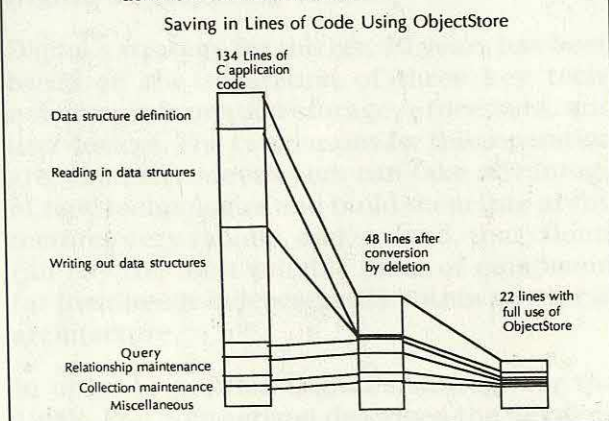 Saving in Lines of Code Using ObjectStore
134 Lines of
C application
code
Data structure definition
Reading in data strutures
Writing out data structures
48 lines after
conversion
by deletion
22 lines with
full use of
ObjectStore
Query
Relationship maintenance
Collection maintenance
Miscellaneous